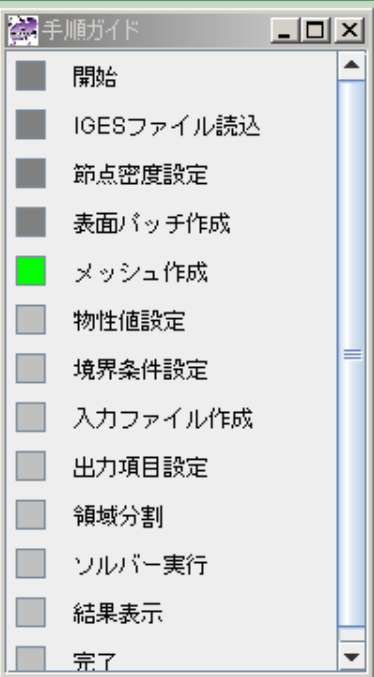 手順ガイド
開始
IGESファイル読込
節点密度設定
表面パッチ作成
メッシュ作成
物性値設定
境界条件設定
入力ファイル作成
出力項目設定
領域分割
ソルバー実行
結果表示
完了